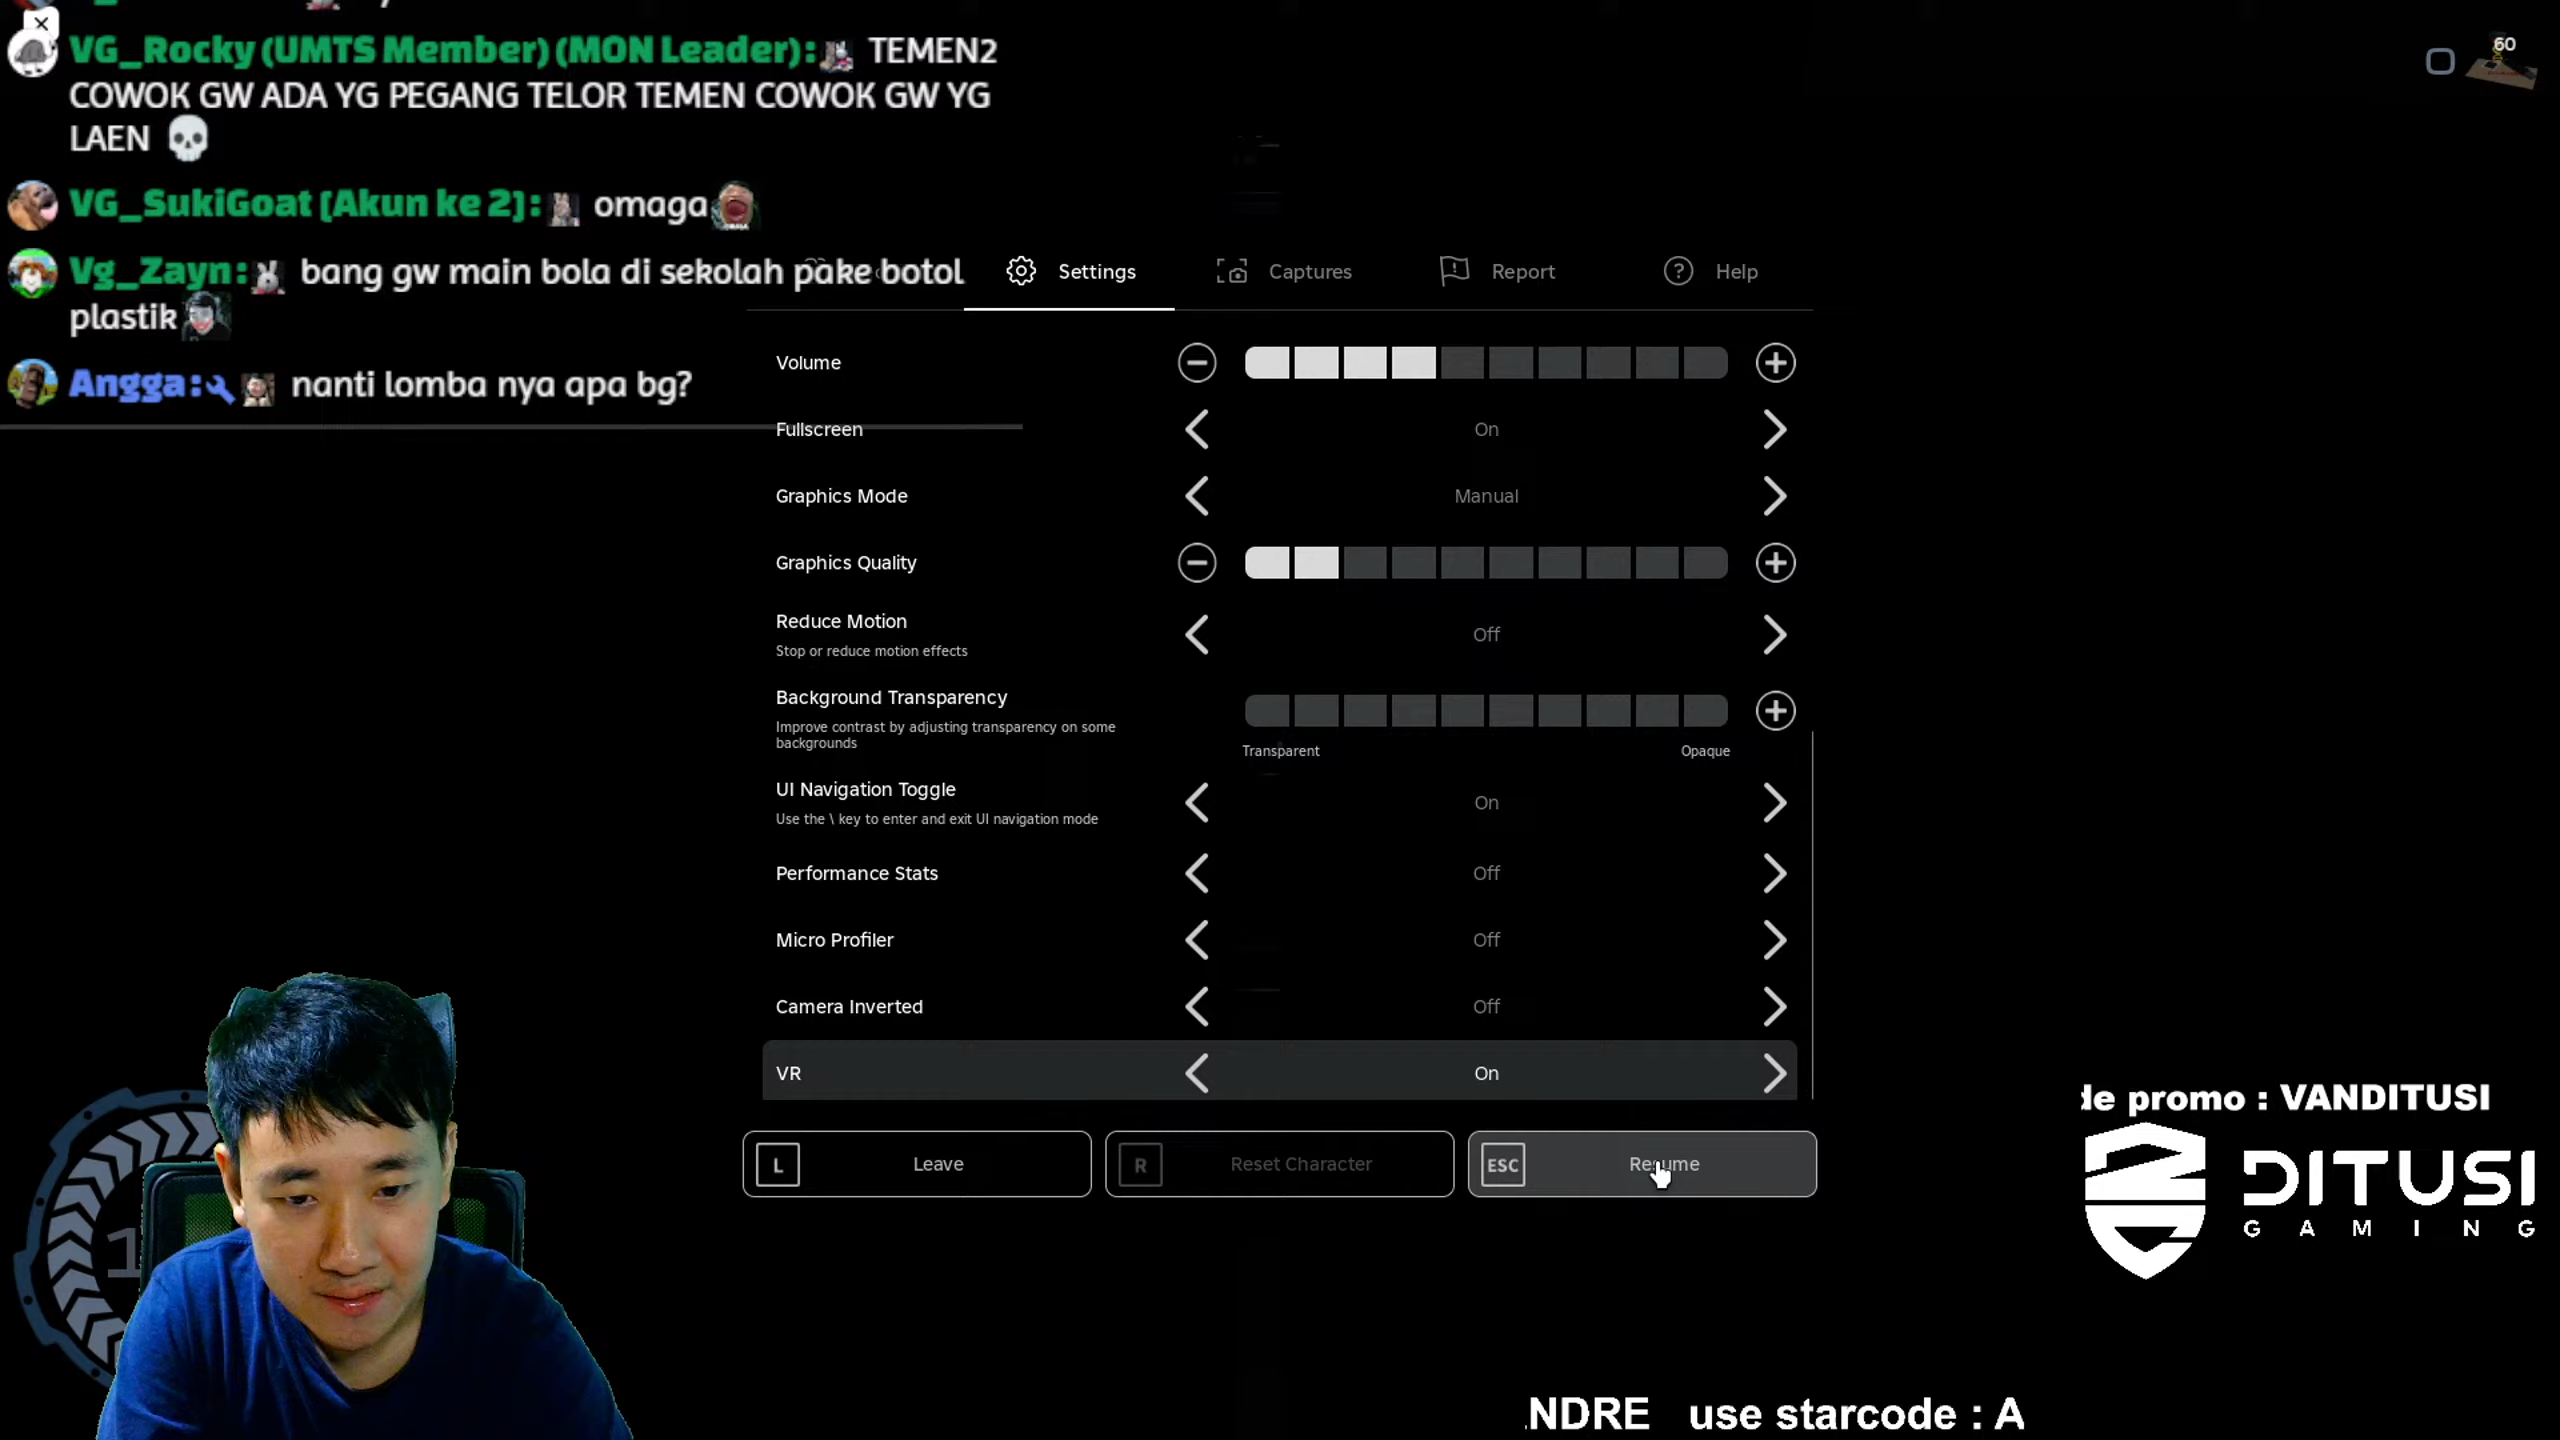 60
VG_Rocky (UMTS Member) (MON Leader): TEMEN2
COWOK GW ADA YG PEGANG TELOR TEMEN COWOK GW YG
LAEN
VG_SukiGoat [Akun ke 2]: omaga
Vg_Zayn: bang gw main bola di sekolah pake botol
plastik
Angga: nanti lomba nya apa bg?
Settings
Captures
Report
Help
Volume
Fullscreen On
Graphics Mode Manual
Graphics Quality
Reduce Motion Off
Stop or reduce motion effects
Background Transparency
Improve contrast by adjusting transparency on some
backgrounds
Transparent Opaque
UI Navigation Toggle On
Use the \ key to enter and exit UI navigation mode
Performance Stats Off
Micro Profiler Off
Camera Inverted Off
VR On
L Leave
R Reset Character
ESC Resume
de promo : VANDITUSI
DITUSI
GAMING
NDRE use starcode : A